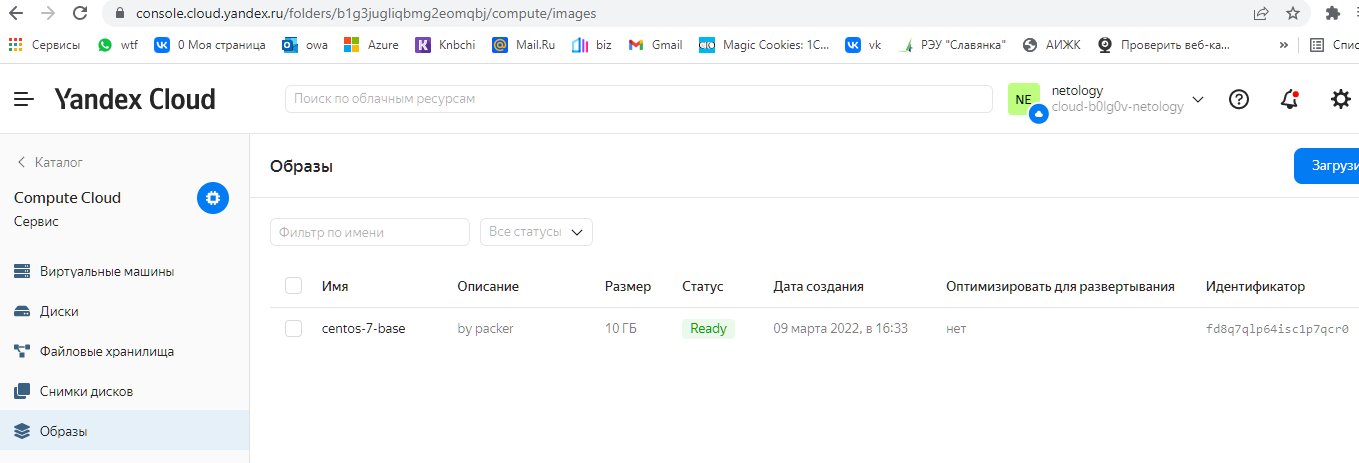 console.cloud.yandex.ru/folders/b1g3jugliqbmg2eomqbj/compute/images
Сервисы wtf 0 Моя страница owa Azure Knbchi Mail.Ru biz Gmail Magic Cookies: 1C... vk РЭУ "Славянка" АИЖК Проверить веб-ка... » Спис
Yandex Cloud
Поиск по облачным ресурсам
NE
netology
cloud-b0lg0v-netology
Каталог
Compute Cloud
Сервис
Виртуальные машины
Диски
Файловые хранилища
Снимки дисков
Образы
Образы
Загрузи
Фильтр по имени
Все статусы
Имя Описание Размер Статус Дата создания Оптимизировать для развертывания Идентификатор
centos-7-base by packer 10 ГБ Ready 09 марта 2022, в 16:33 нет fd8q7qlp64isc1p7qcr0